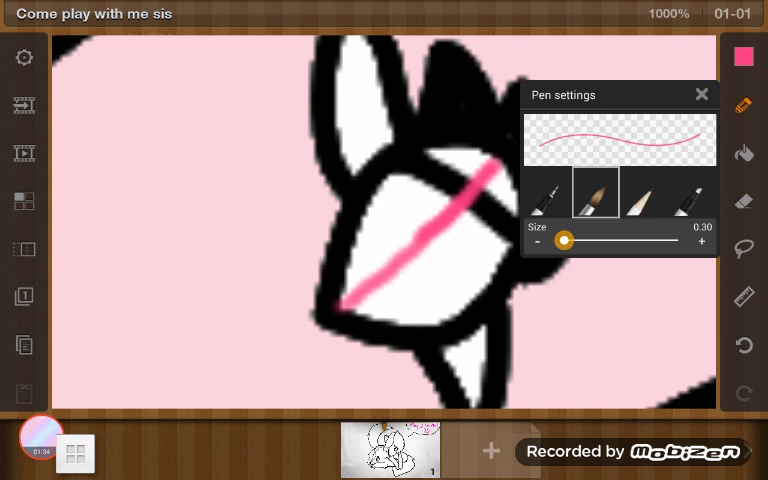 Come play with me sis
1000%
01-01
Pen settings
Size
0.30
-
+
1
01:34
1
Recorded by Mobizen